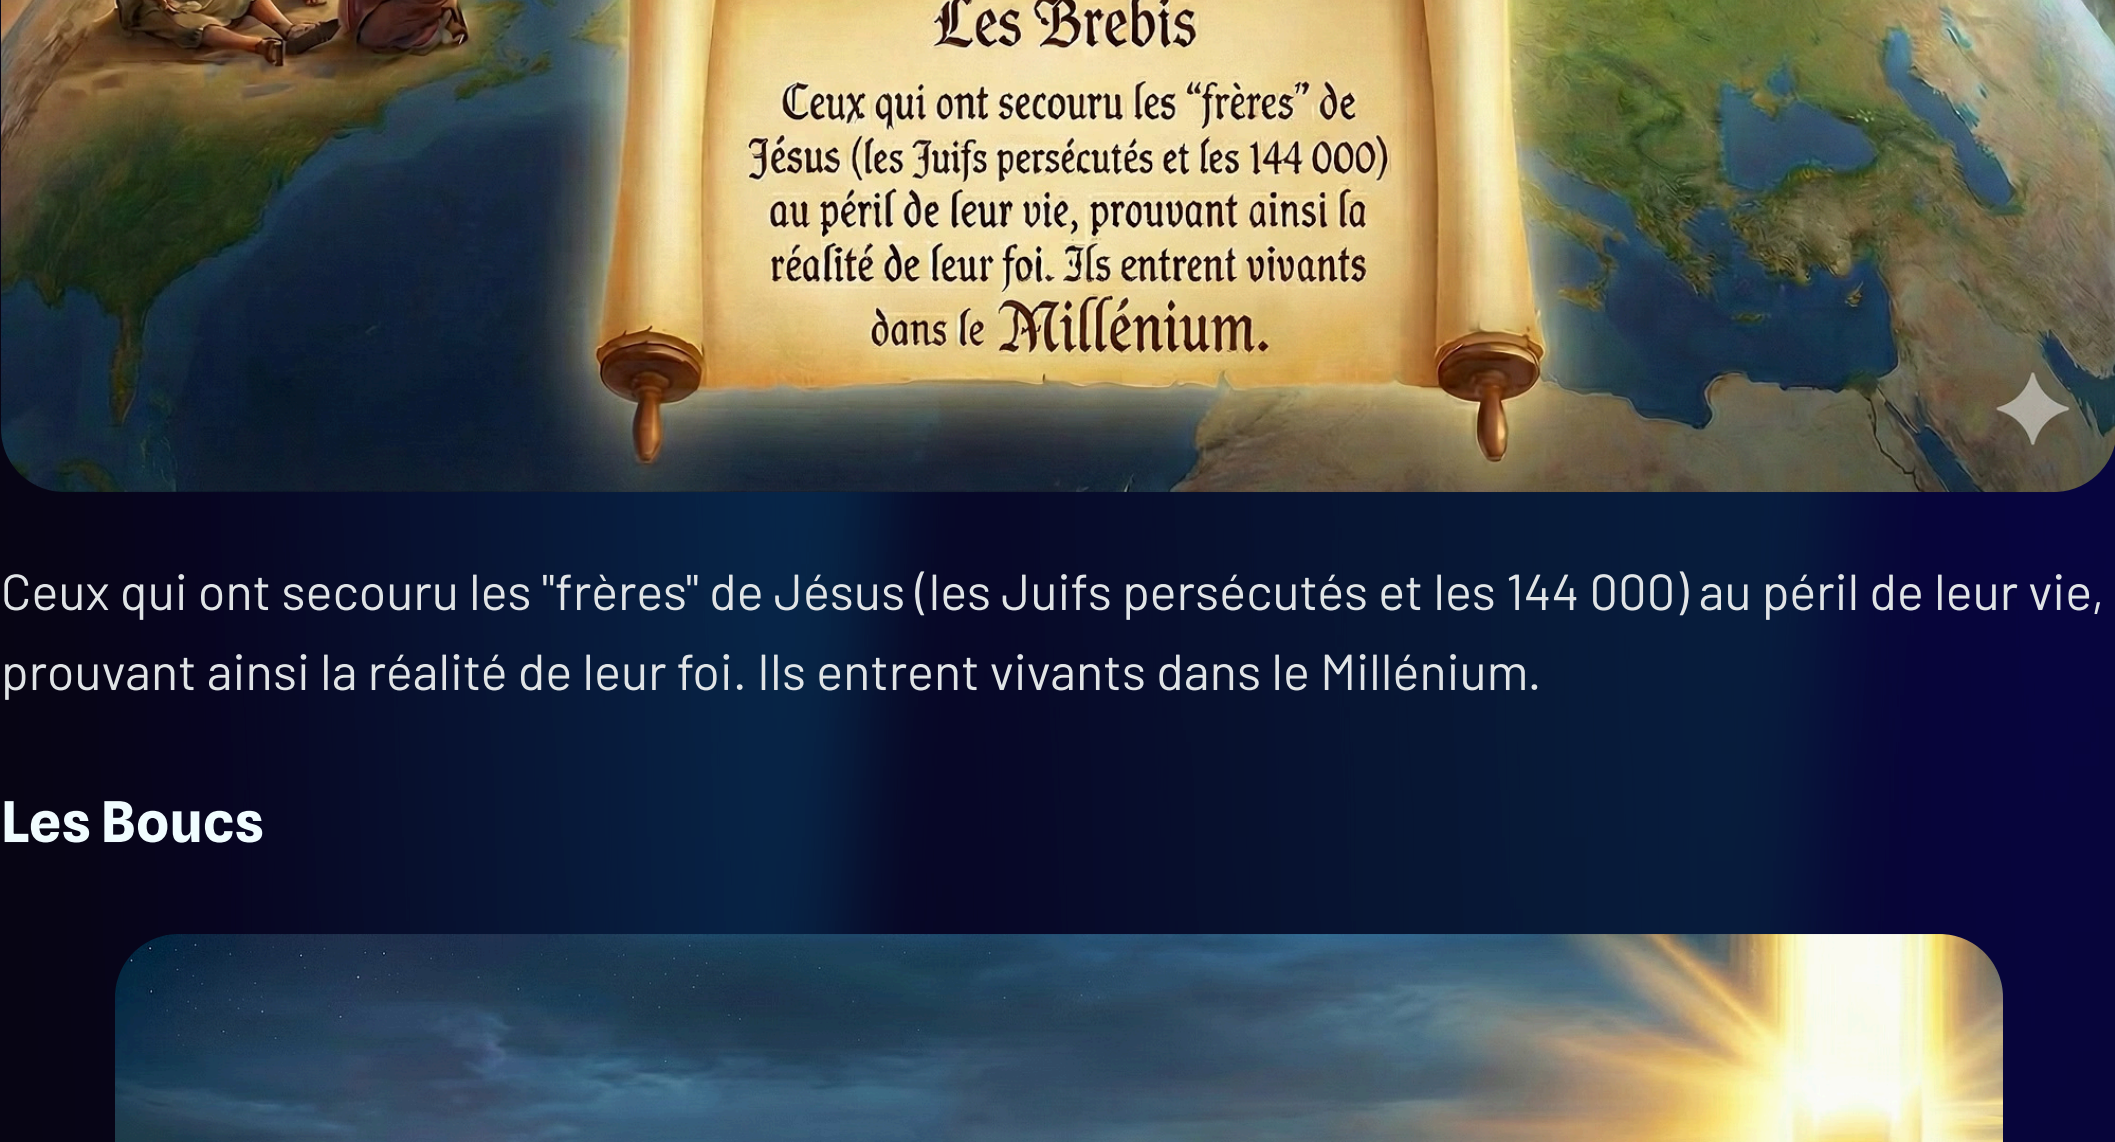 Les Brebis
Ceux qui ont secouru les “frères” de
Jésus (les Juifs persécutés et les 144 000)
au péril de leur vie, prouvant ainsi la
réalité de leur foi. Ils entrent vivants
dans le Millénium.
Ceux qui ont secouru les "frères" de Jésus (les Juifs persécutés et les 144 000) au péril de leur vie,
prouvant ainsi la réalité de leur foi. Ils entrent vivants dans le Millénium.
Les Boucs